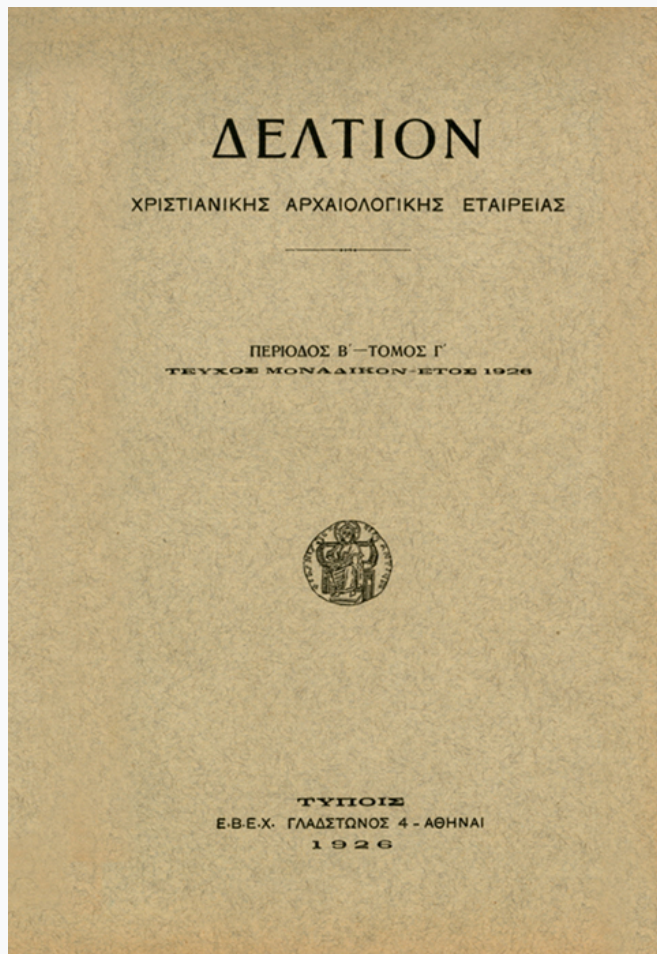 ΔΕΛΤΙΟΝ
ΧΡΙΣΤΙΑΝΙΚΗΣ ΑΡΧΑΙΟΛΟΓΙΚΗΣ ΕΤΑΙΡΕΙΑΣ
ΠΕΡΙΟΔΟΣ Β΄—ΤΟΜΟΣ Γ΄
ΤΕΥΧΟΣ ΜΟΝΑΔΙΚΟΝ-ΕΤΟΣ 1926
ΤΥΠΟΙΣ
Ε.Β.Ε.Χ. ΓΛΑΔΣΤΩΝΟΣ 4 - ΑΘΗΝΑΙ
1926